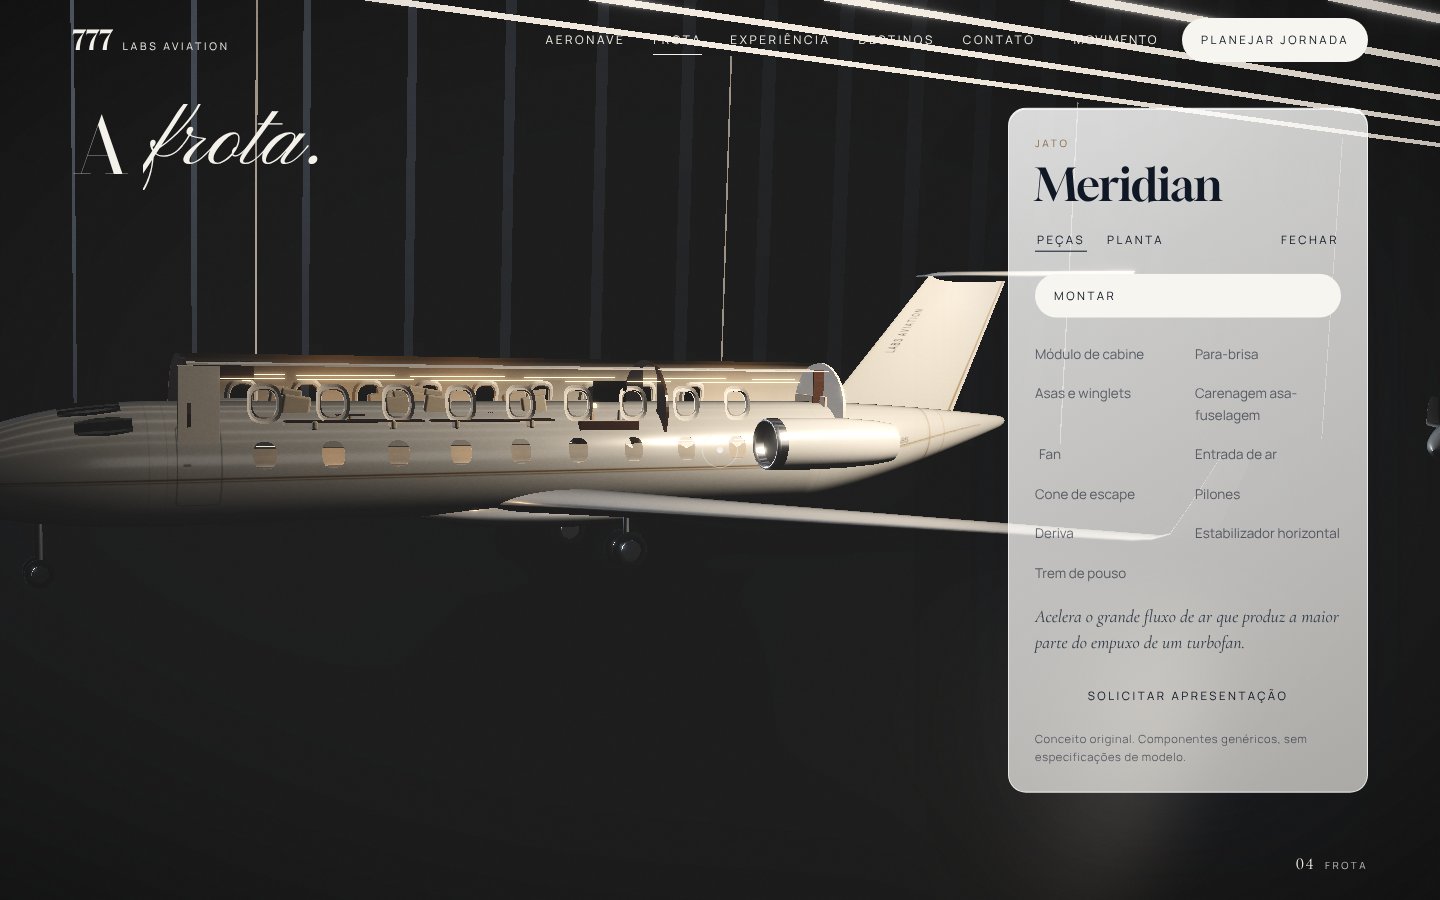 777 LABS AVIATION
AERONAVE FROTA EXPERIÊNCIA DESTINOS CONTATO MOVIMENTO PLANEJAR JORNADA
A frota.
JATO
Meridian
PEÇAS PLANTA FECHAR
MONTAR
Módulo de cabine Para-brisa
Asas e winglets Carenagem asa-
fuselagem
Fan Entrada de ar
Cone de escape Pilones
Deriva Estabilizador horizontal
Trem de pouso
Acelera o grande fluxo de ar que produz a maior
parte do empuxo de um turbofan.
SOLICITAR APRESENTAÇÃO
Conceito original. Componentes genéricos, sem
especificações de modelo.
LABS AVIATION
04 FROTA